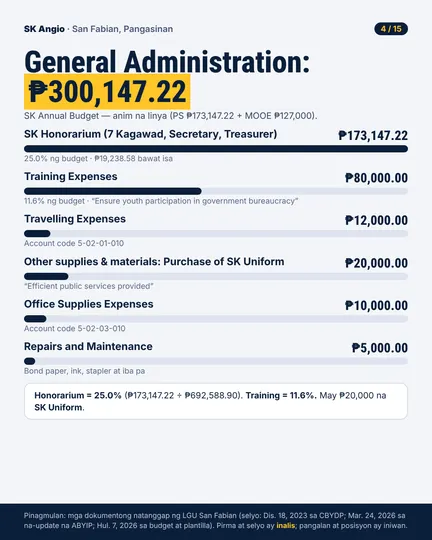 SK Angio · San Fabian, Pangasinan
4 / 15
General Administration:
₱300,147.22
SK Annual Budget — anim na linya (PS ₱173,147.22 + MOOE ₱127,000).
SK Honorarium (7 Kagawad, Secretary, Treasurer) ₱173,147.22
25.0% ng budget · ₱19,238.58 bawat isa
Training Expenses ₱80,000.00
11.6% ng budget · “Ensure youth participation in government bureaucracy”
Travelling Expenses ₱12,000.00
Account code 5-02-01-010
Other supplies & materials: Purchase of SK Uniform ₱20,000.00
“Efficient public services provided”
Office Supplies Expenses ₱10,000.00
Account code 5-02-03-010
Repairs and Maintenance ₱5,000.00
Bond paper, ink, stapler at iba pa
Honorarium = 25.0% (₱173,147.22 ÷ ₱692,588.90). Training = 11.6%. May ₱20,000 na
SK Uniform.
Pinagmulan: mga dokumentong natanggap ng LGU San Fabian (selyo: Dis. 18, 2023 sa CBYDP; Mar. 24, 2026 sa
na-update na ABYIP; Hul. 7, 2026 sa budget at plantilla). Pirma at selyo ay inalis; pangalan at posisyon ay iniwan.